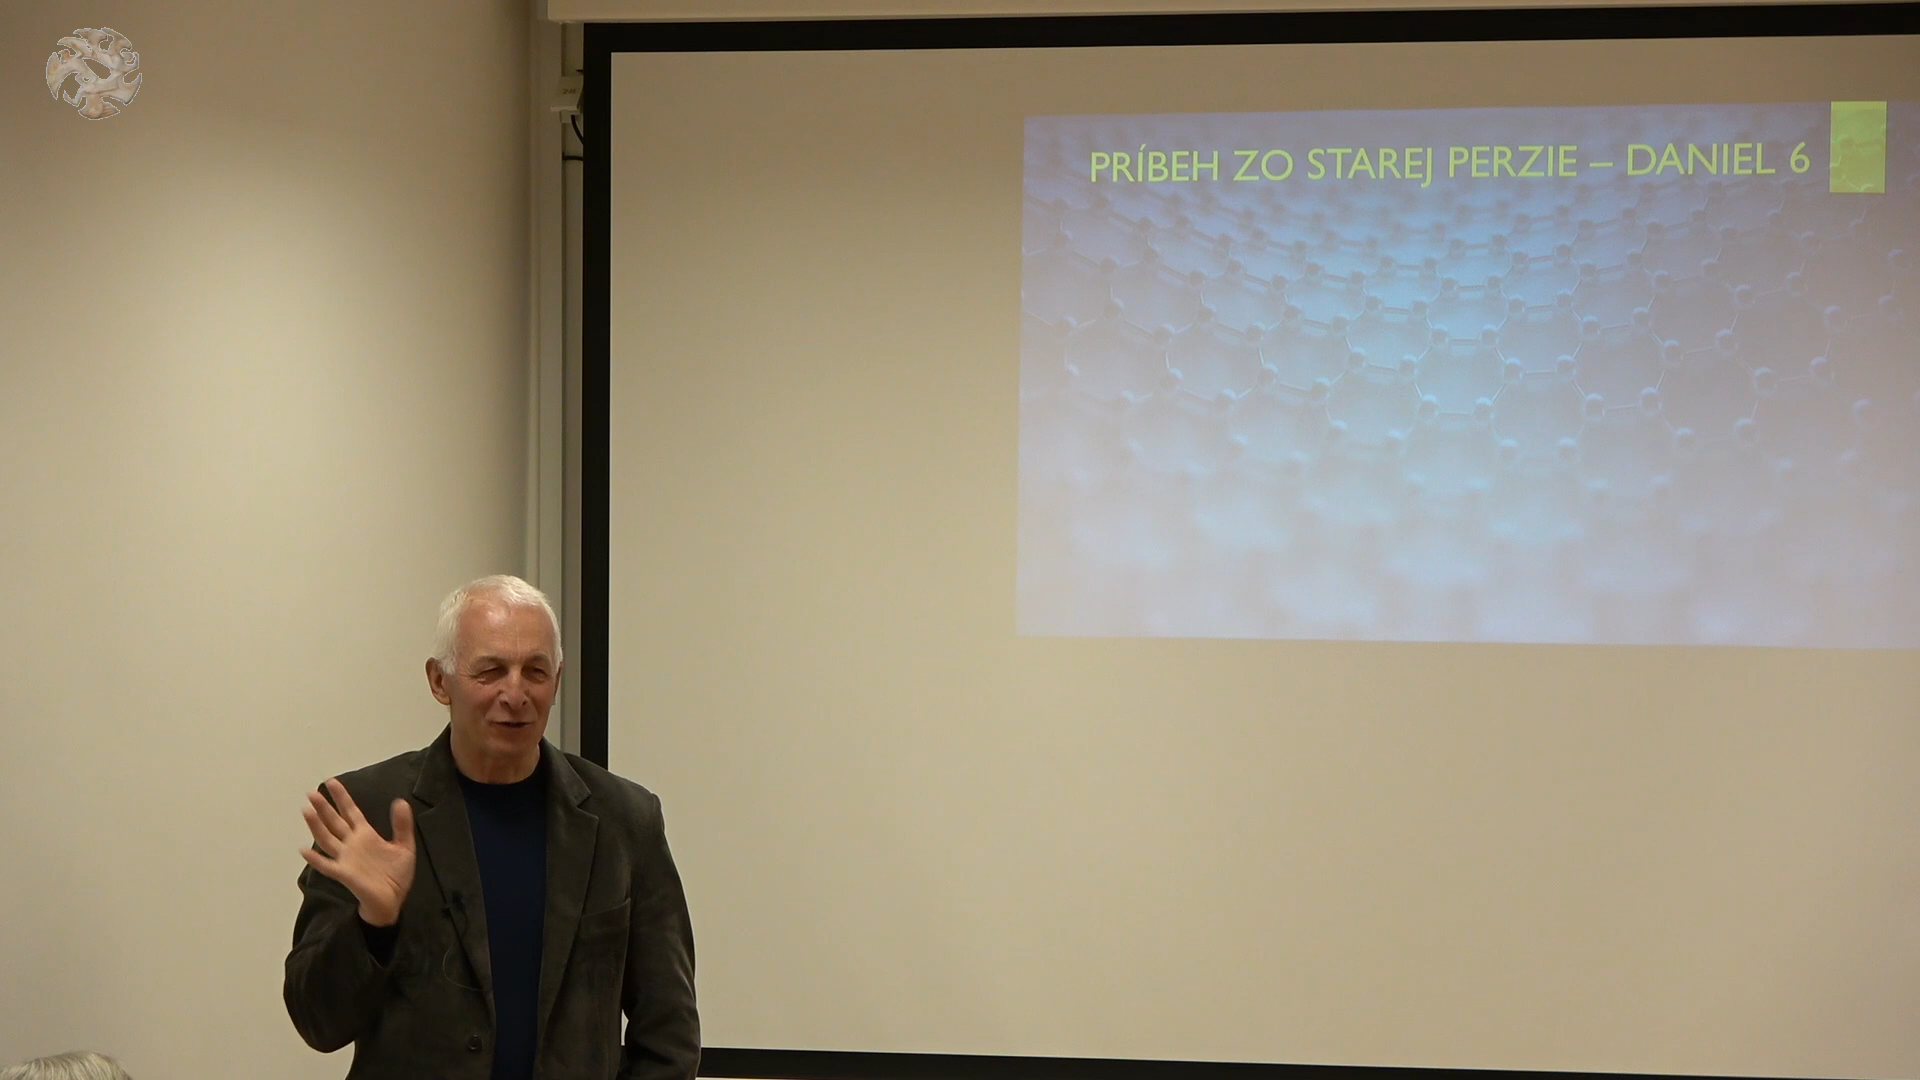 PRÍBEH ZO STAREJ PERZIE – DANIEL 6